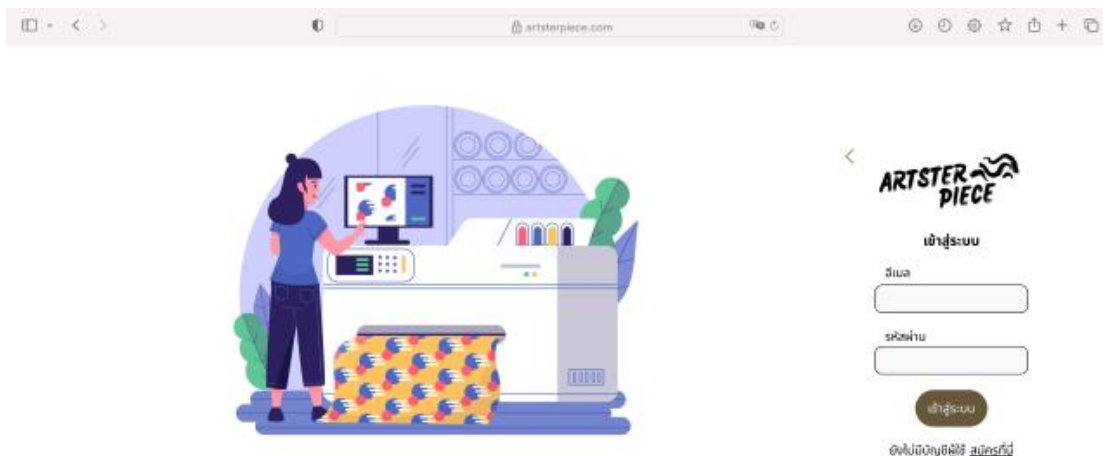 artsterpiece.com
ARTSTER
PIECE
เข้าสู่ระบบ
อีเมล
รหัสผ่าน
เข้าสู่ระบบ
ยังไม่มีบัญชีผู้ใช้ สมัครที่นี่